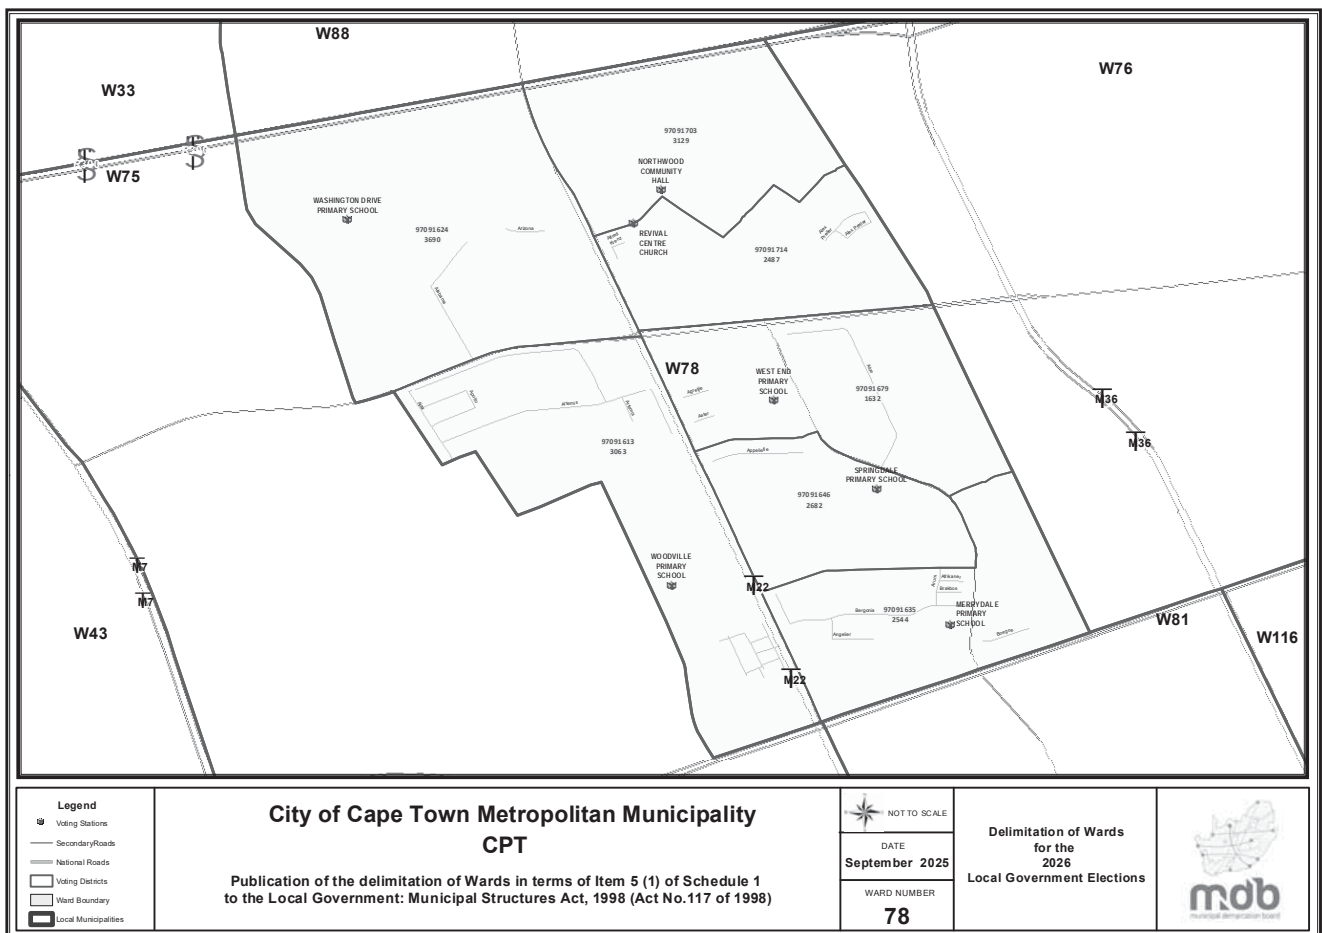 W88
W33
W76
W75
97091703
3129
NORTHWOOD
COMMUNITY
HALL
WASHINGTON DRIVE
PRIMARY SCHOOL
97091624
3690
REVIVAL
CENTRE
CHURCH
97091714
2487
W78
WEST END
PRIMARY
SCHOOL
97091679
1632
M36
M36
97091613
3063
Appololla
SPRINGDALE
PRIMARY SCHOOL
97091646
2682
WOODVILLE
PRIMARY
SCHOOL
M7
M7
M22
Bergonia
97091635
2544
MERRYDALE
PRIMARY
SCHOOL
Angelier
M22
W43
W81
W116
Legend
Voting Stations
SecondaryRoads
National Roads
Voting Districts
Ward Boundary
Local Municipalities
City of Cape Town Metropolitan Municipality
CPT
Publication of the delimitation of Wards in terms of Item 5 (1) of Schedule 1
to the Local Government: Municipal Structures Act, 1998 (Act No.117 of 1998)
NOT TO SCALE
DATE
September 2025
WARD NUMBER
78
Delimitation of Wards
for the
2026
Local Government Elections
mdb
municipal demarcation board